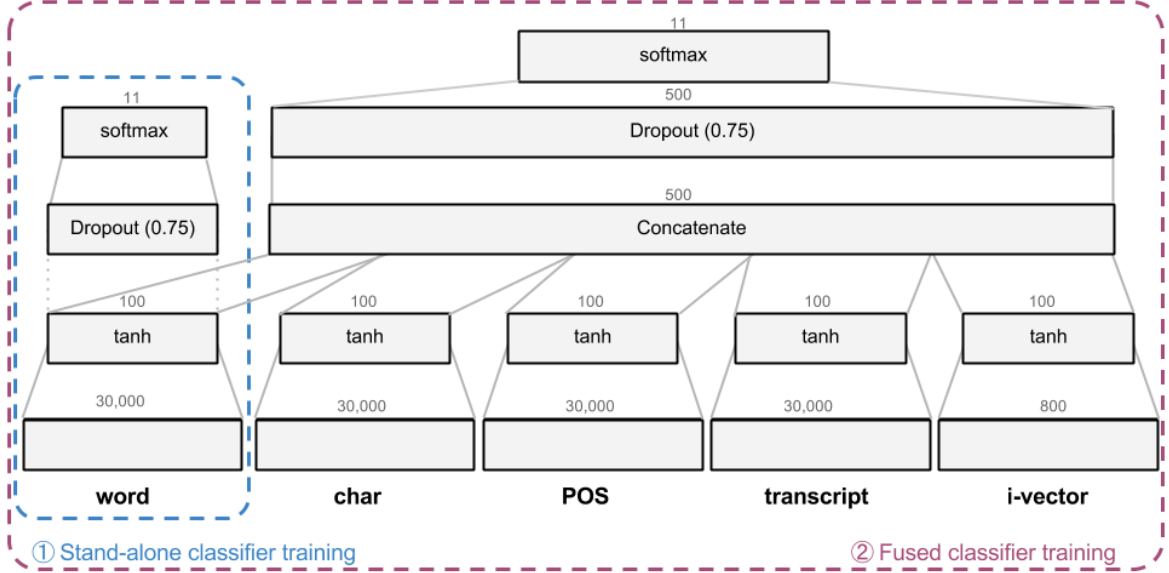 11
softmax
11
500
softmax
Dropout (0.75)
500
Dropout (0.75)
Concatenate
100
100
100
100
100
tanh
tanh
tanh
tanh
tanh
30,000
30,000
30,000
30,000
800
word
char
POS
transcript
i-vector
① Stand-alone classifier training
② Fused classifier training